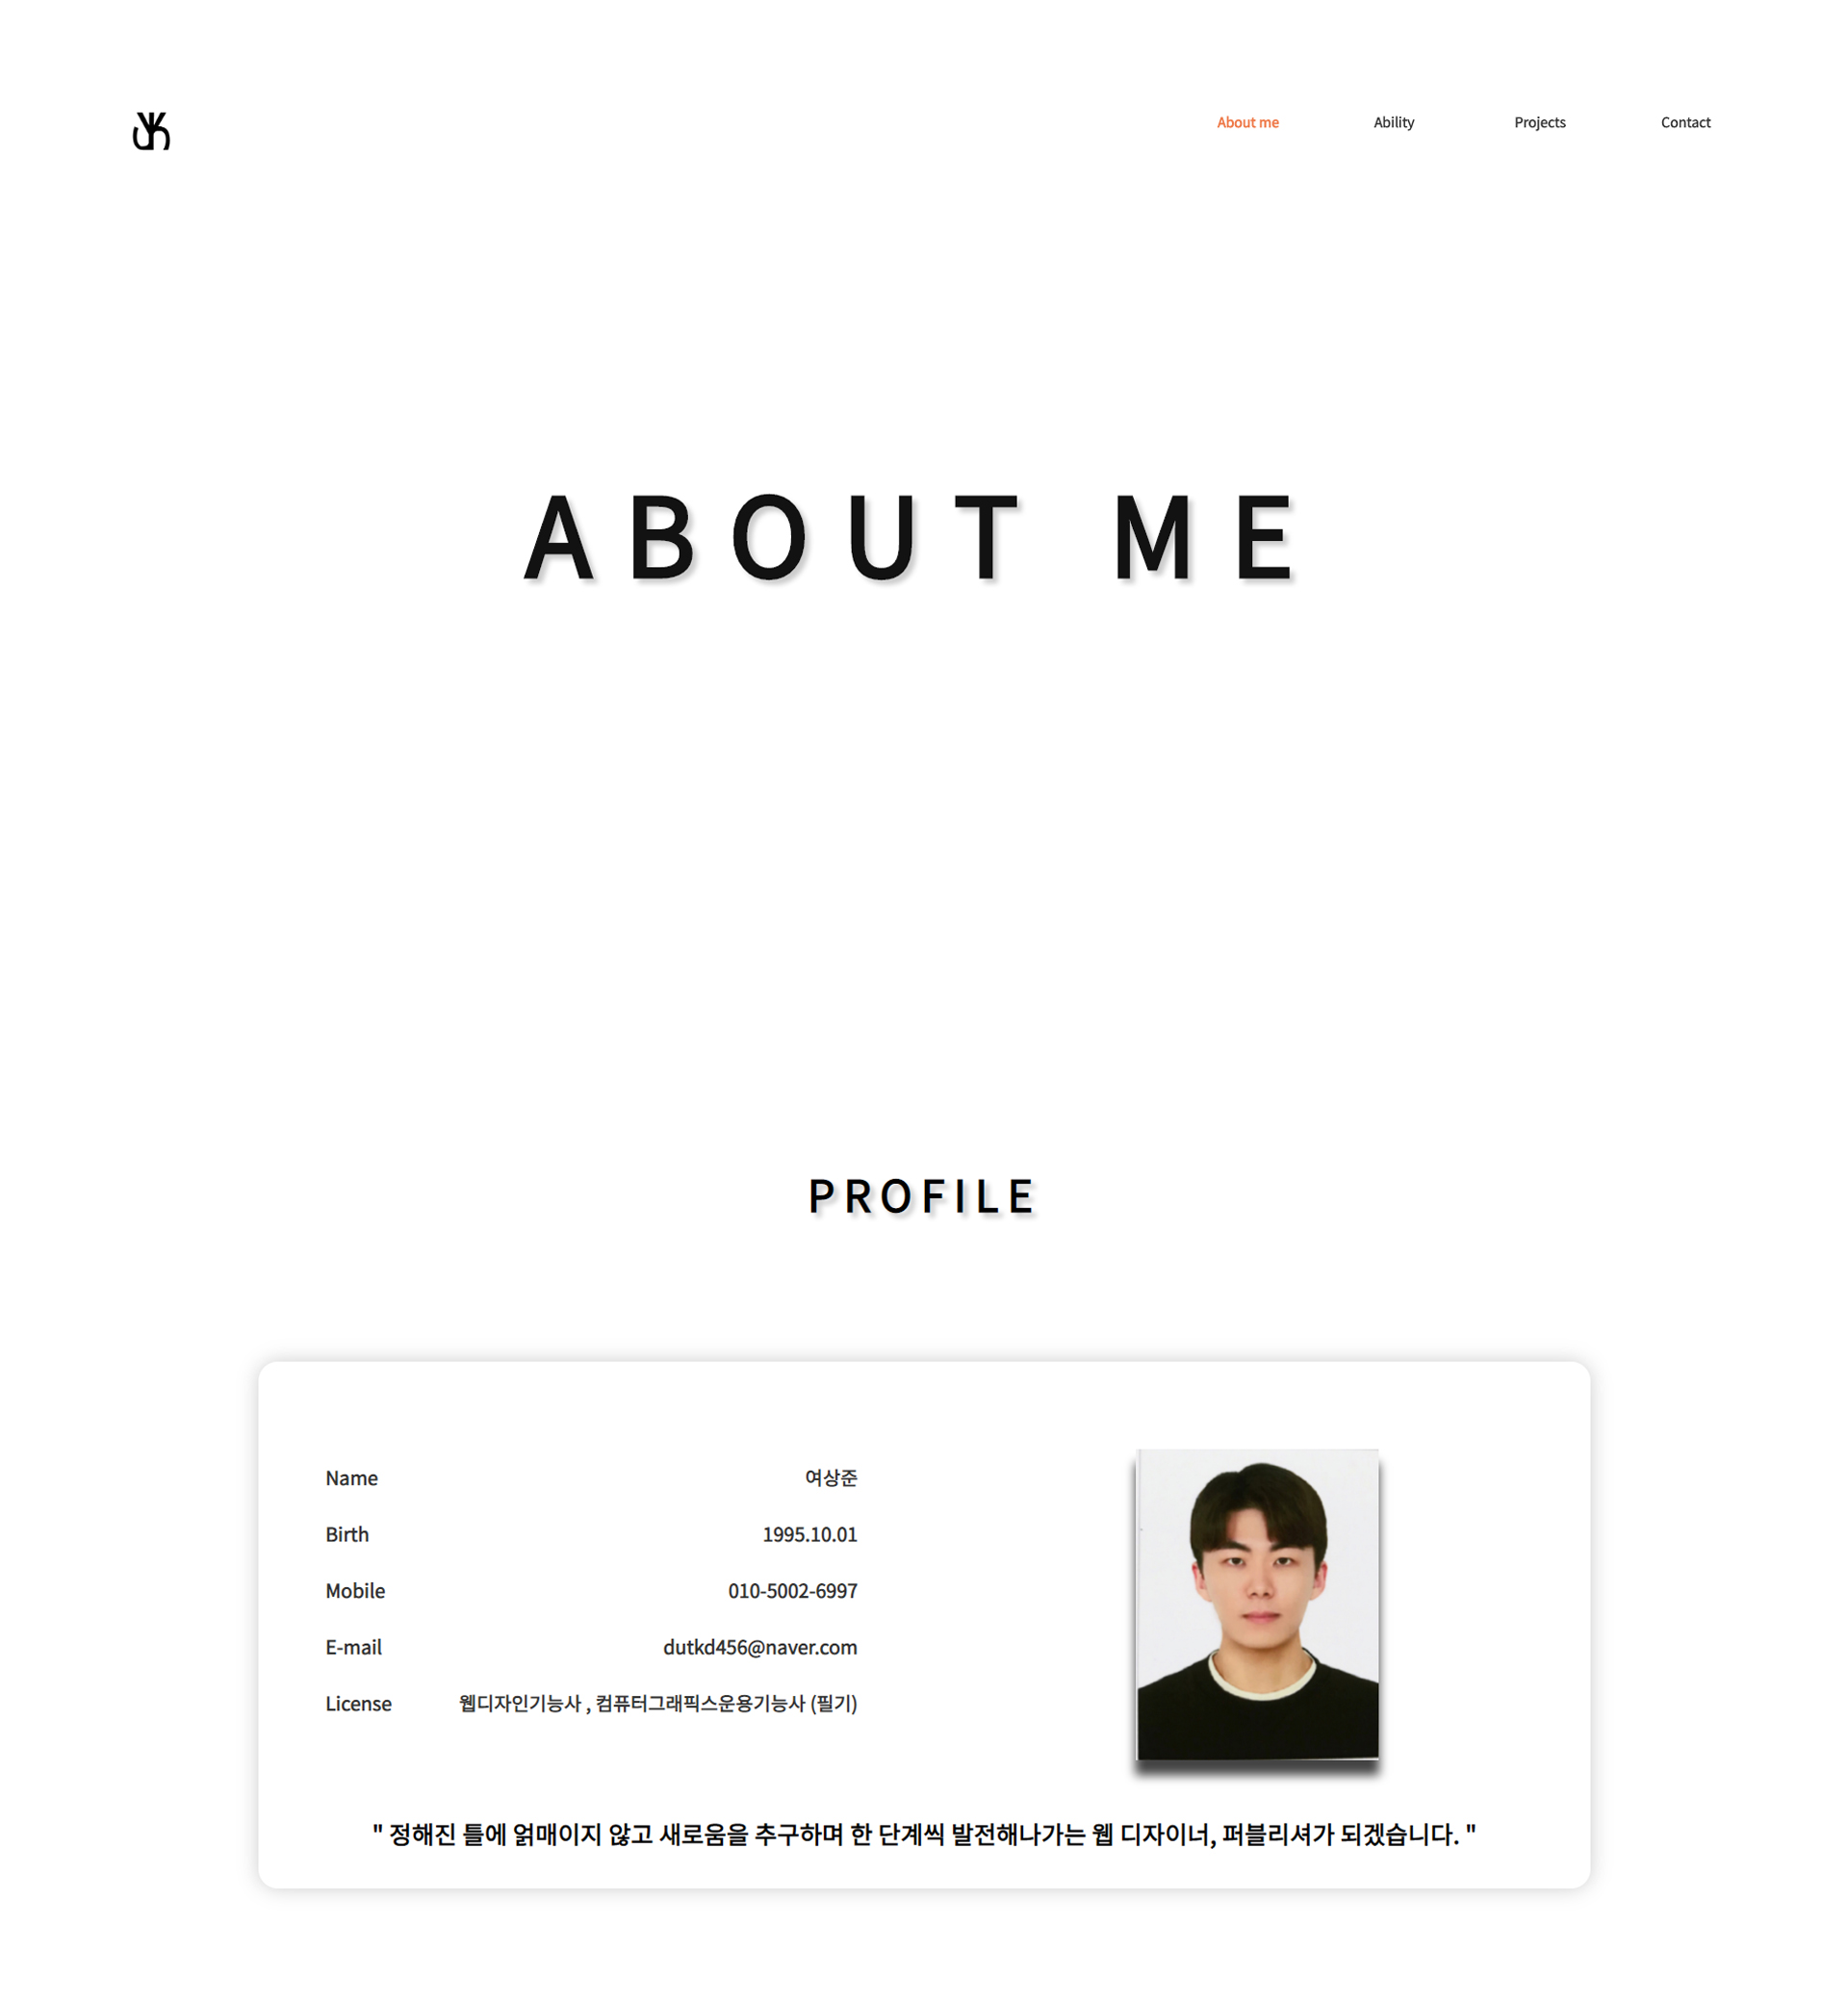 About me Ability Projects Contact
ABOUT ME
PROFILE
Name 여상준
Birth 1995.10.01
Mobile 010-5002-6997
E-mail dutkd456@naver.com
License 웹디자인기능사 , 컴퓨터그래픽스운용기능사 (필기)
" 정해진 틀에 얽매이지 않고 새로움을 추구하며 한 단계씩 발전해나가는 웹 디자이너, 퍼블리셔가 되겠습니다. "